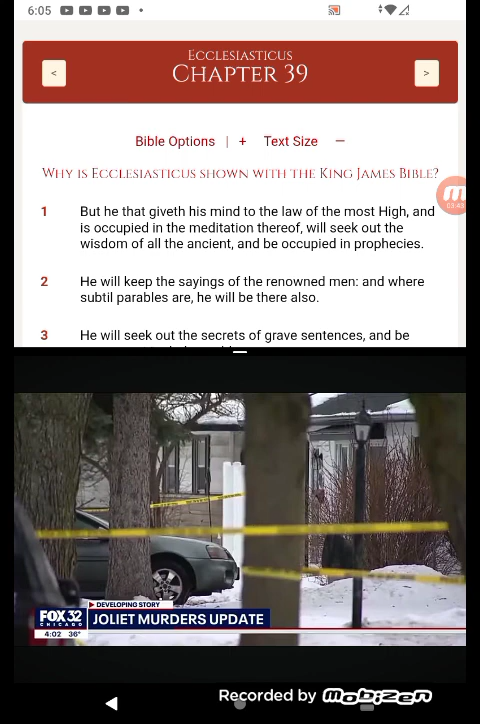 6:05
ECCLESIASTICUS
CHAPTER 39
<
>
Bible Options | + Text Size —
WHY IS ECCLESIASTICUS SHOWN WITH THE KING JAMES BIBLE?
1 But he that giveth his mind to the law of the most High, and
is occupied in the meditation thereof, will seek out the
wisdom of all the ancient, and be occupied in prophecies.
03:43
2 He will keep the sayings of the renowned men: and where
subtil parables are, he will be there also.
3 He will seek out the secrets of grave sentences, and be
DEVELOPING STORY
FOX 32
CHICAGO
JOLIET MURDERS UPDATE
4:02 36°
Recorded by Mobizen